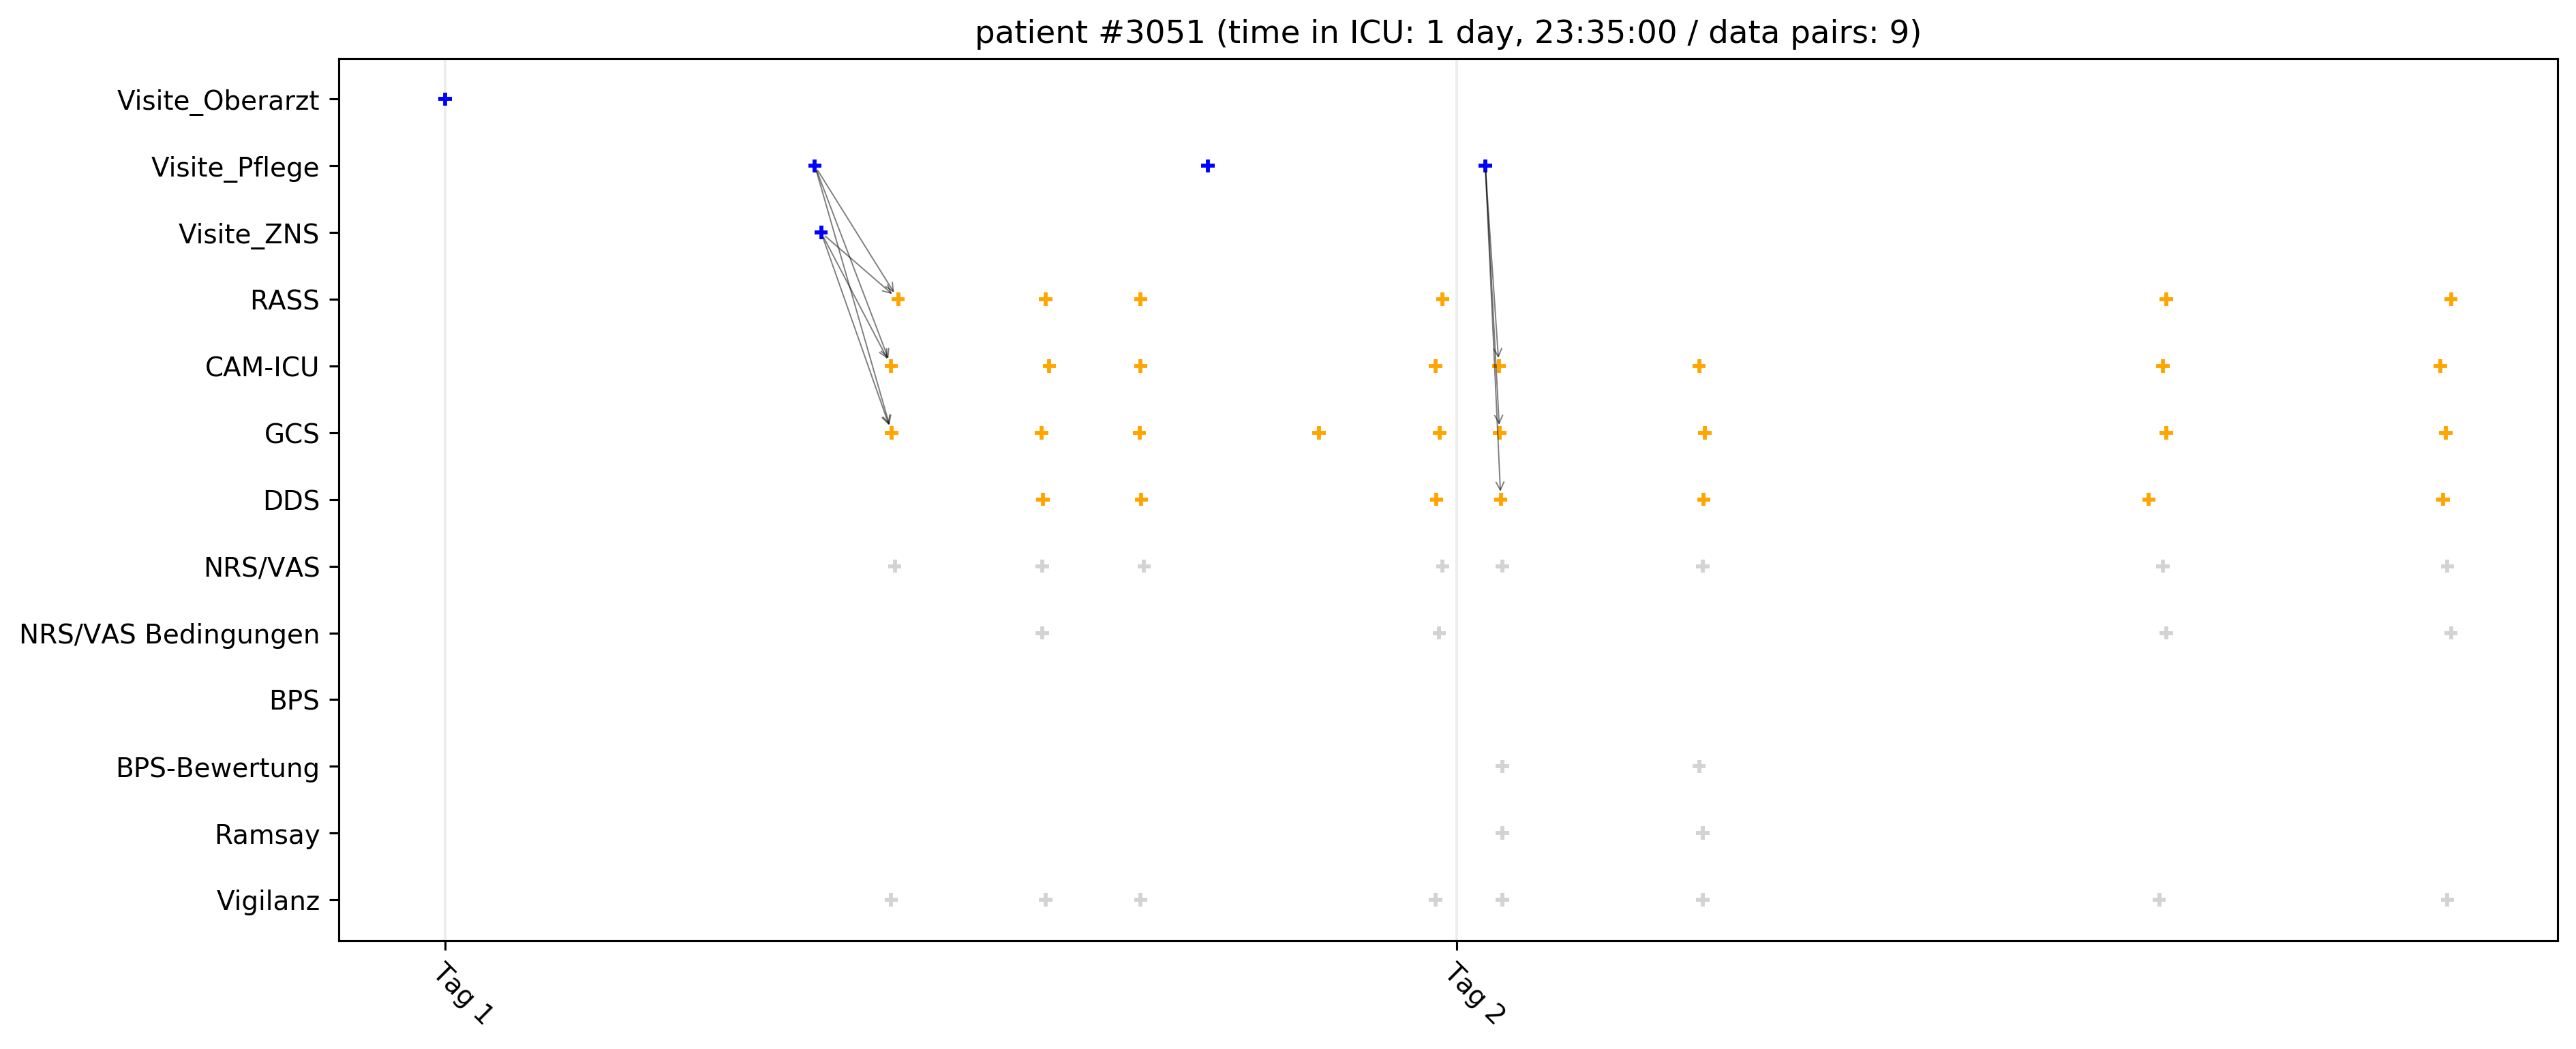 patient #3051 (time in ICU: 1 day, 23:35:00 / data pairs: 9)
Visite_Oberarzt
Visite_Pflege
Visite_ZNS
RASS
CAM-ICU
GCS
DDS
NRS/VAS
NRS/VAS Bedingungen
BPS
BPS-Bewertung
Ramsay
Vigilanz
Tag 1
Tag 2